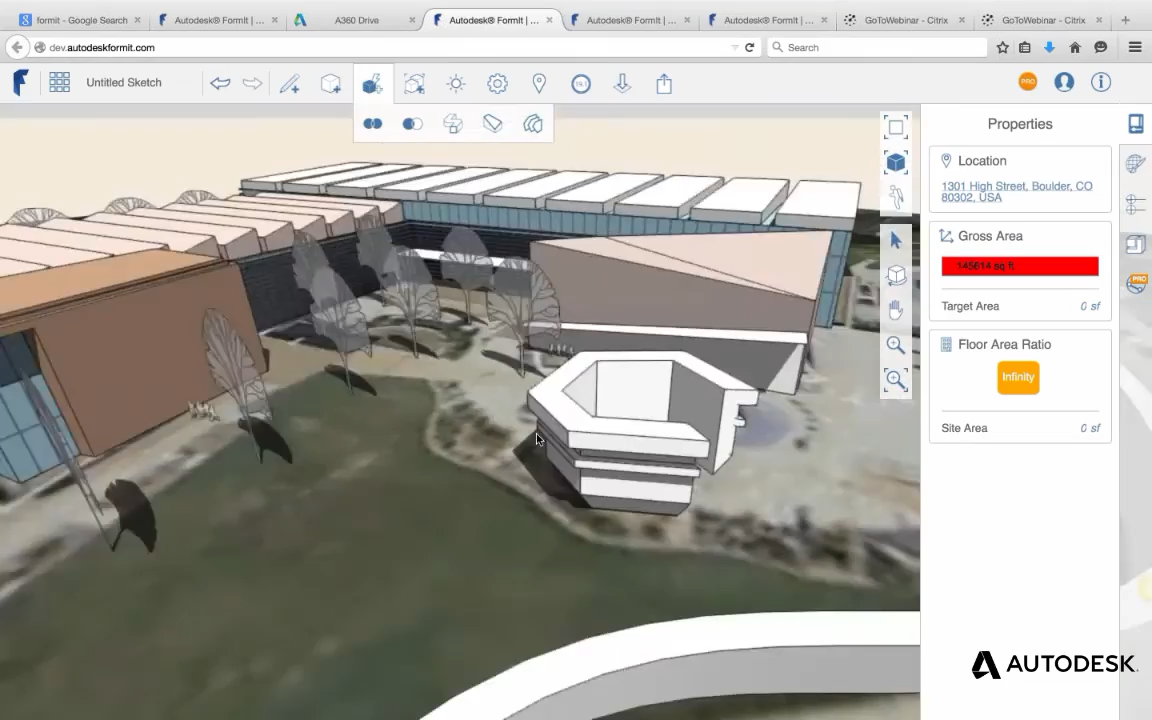 formit - Google Search
Autodesk® FormIt | ...
A360 Drive
Autodesk® FormIt | ...
Autodesk® FormIt | ...
Autodesk® FormIt | ...
GoToWebinar - Citrix
GoToWebinar - Citrix
dev.autodeskformit.com
Search
Untitled Sketch
PRO
Properties
Location
1301 High Street, Boulder, CO
80302, USA
Gross Area
145614 sq ft
Target Area
0 sf
PRO
Floor Area Ratio
Infinity
Site Area
0 sf
AUTODESK.